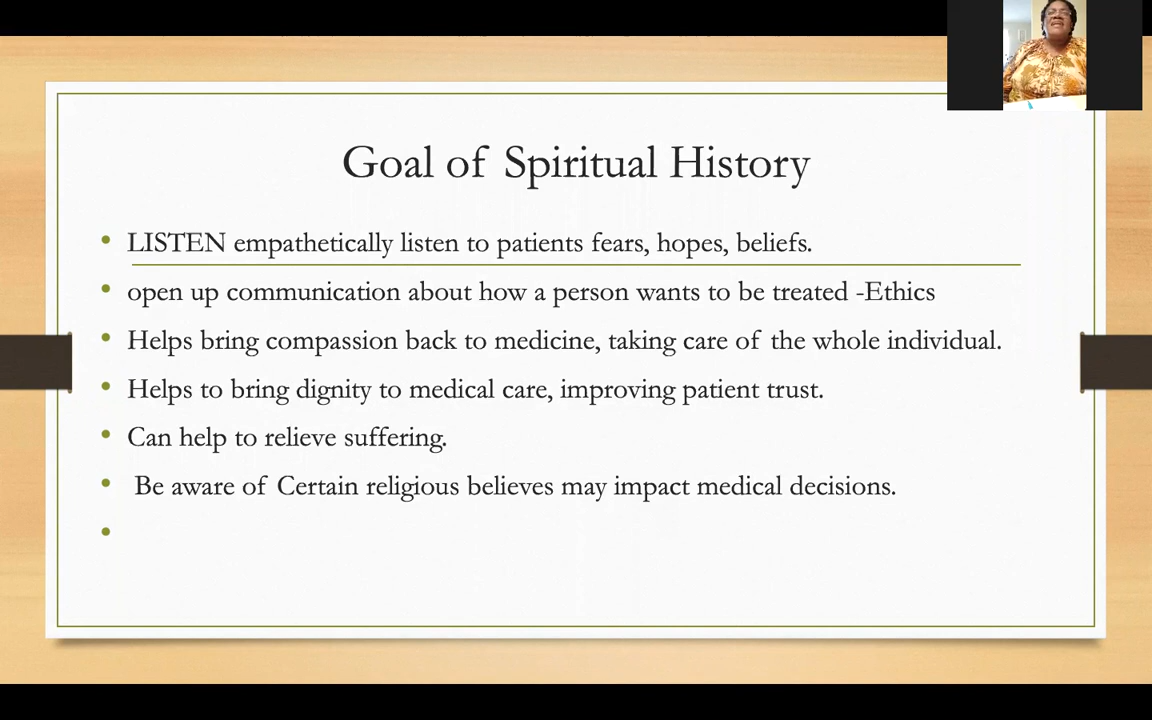 Goal of Spiritual History
• LISTEN empathetically listen to patients fears, hopes, beliefs.
• open up communication about how a person wants to be treated -Ethics
• Helps bring compassion back to medicine, taking care of the whole individual.
• Helps to bring dignity to medical care, improving patient trust.
• Can help to relieve suffering.
• Be aware of Certain religious believes may impact medical decisions.
•